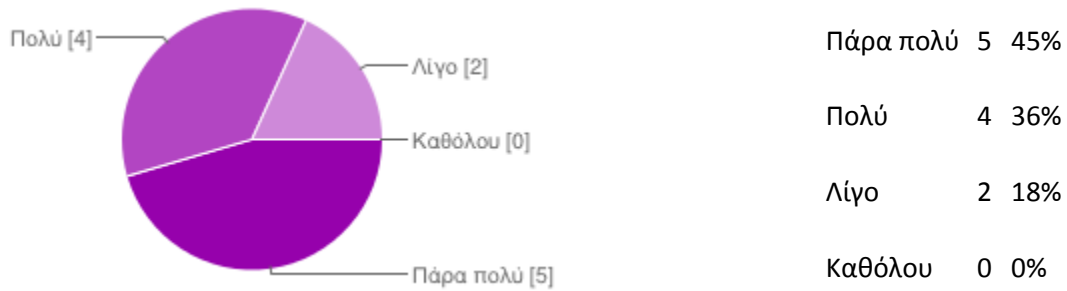 Πολύ [4]
Λίγο [2]
Καθόλου [0]
Πάρα πολύ [5]
Πάρα πολύ 5 45%
Πολύ 4 36%
Λίγο 2 18%
Καθόλου 0 0%